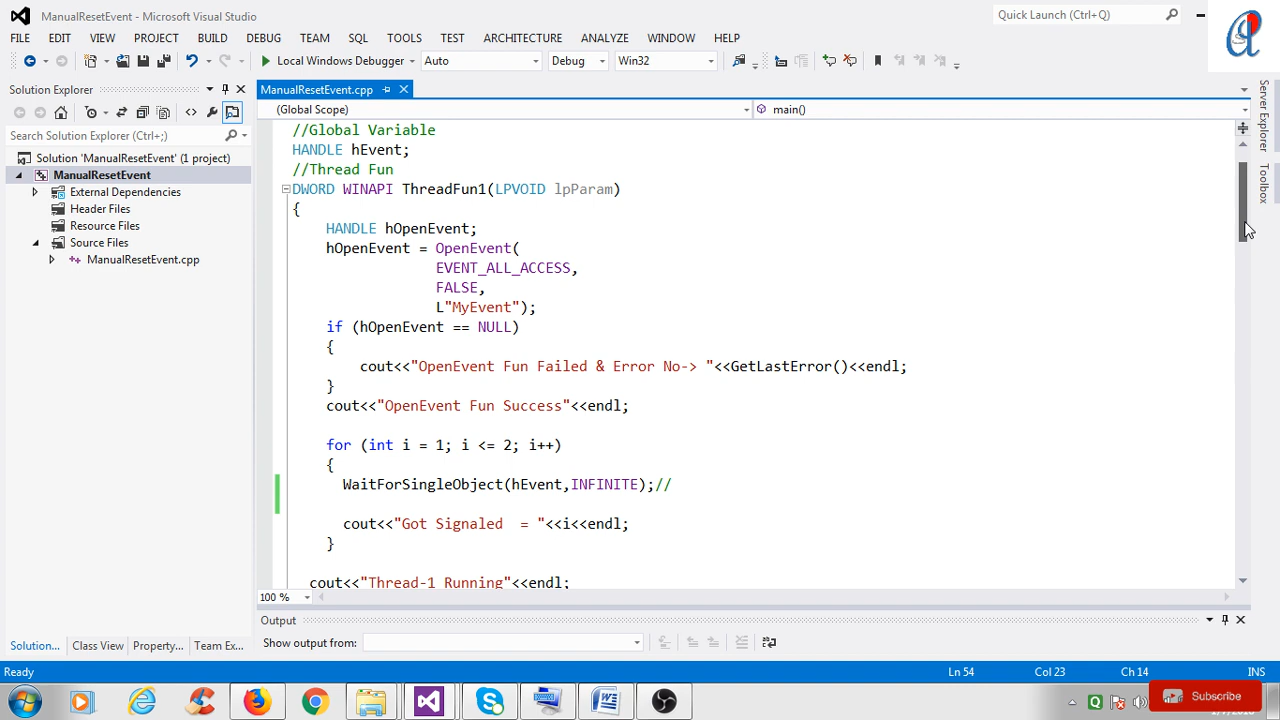 ManualResetEvent - Microsoft Visual Studio
Quick Launch (Ctrl+Q)
FILE EDIT VIEW PROJECT BUILD DEBUG TEAM SQL TOOLS TEST ARCHITECTURE ANALYZE WINDOW HELP
Local Windows Debugger Auto Debug Win32
Solution Explorer
ManualResetEvent.cpp
(Global Scope) main()
Search Solution Explorer (Ctrl+;)
Solution 'ManualResetEvent' (1 project)
ManualResetEvent
External Dependencies
Header Files
Resource Files
Source Files
ManualResetEvent.cpp
//Global Variable
HANDLE hEvent;
//Thread Fun
DWORD WINAPI ThreadFun1(LPVOID lpParam)
{
HANDLE hOpenEvent;
hOpenEvent = OpenEvent(
EVENT_ALL_ACCESS,
FALSE,
L"MyEvent");
if (hOpenEvent == NULL)
{
cout<<"OpenEvent Fun Failed & Error No-> "<<GetLastError()<<endl;
}
cout<<"OpenEvent Fun Success"<<endl;
for (int i = 1; i <= 2; i++)
{
WaitForSingleObject(hEvent,INFINITE);//
cout<<"Got Signaled  = "<<i<<endl;
}
cout<<"Thread-1 Running"<<endl;
100 %
Server Explorer
Toolbox
Output
Show output from:
Solution... Class View Property... Team Ex...
Ready Ln 54 Col 23 Ch 14 INS
Subscribe